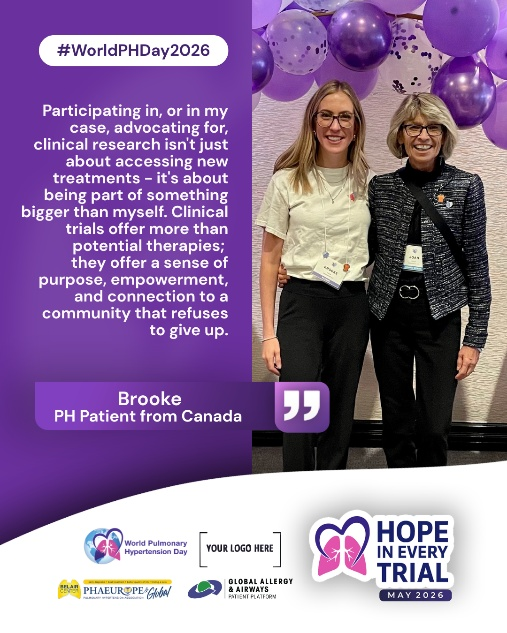 #WorldPHDay2026
Participating in, or in my
case, advocating for,
clinical research isn't just
about accessing new
treatments – it's about
being part of something
bigger than myself. Clinical
trials offer more than
potential therapies;
they offer a sense of
purpose, empowerment,
and connection to a
community that refuses
to give up.
Brooke
PH Patient from Canada
World Pulmonary
Hypertension Day
YOUR LOGO HERE
PHAEUROPE & Global
GLOBAL ALLERGY
& AIRWAYS
PATIENT PLATFORM
HOPE
IN EVERY
TRIAL
MAY 2026